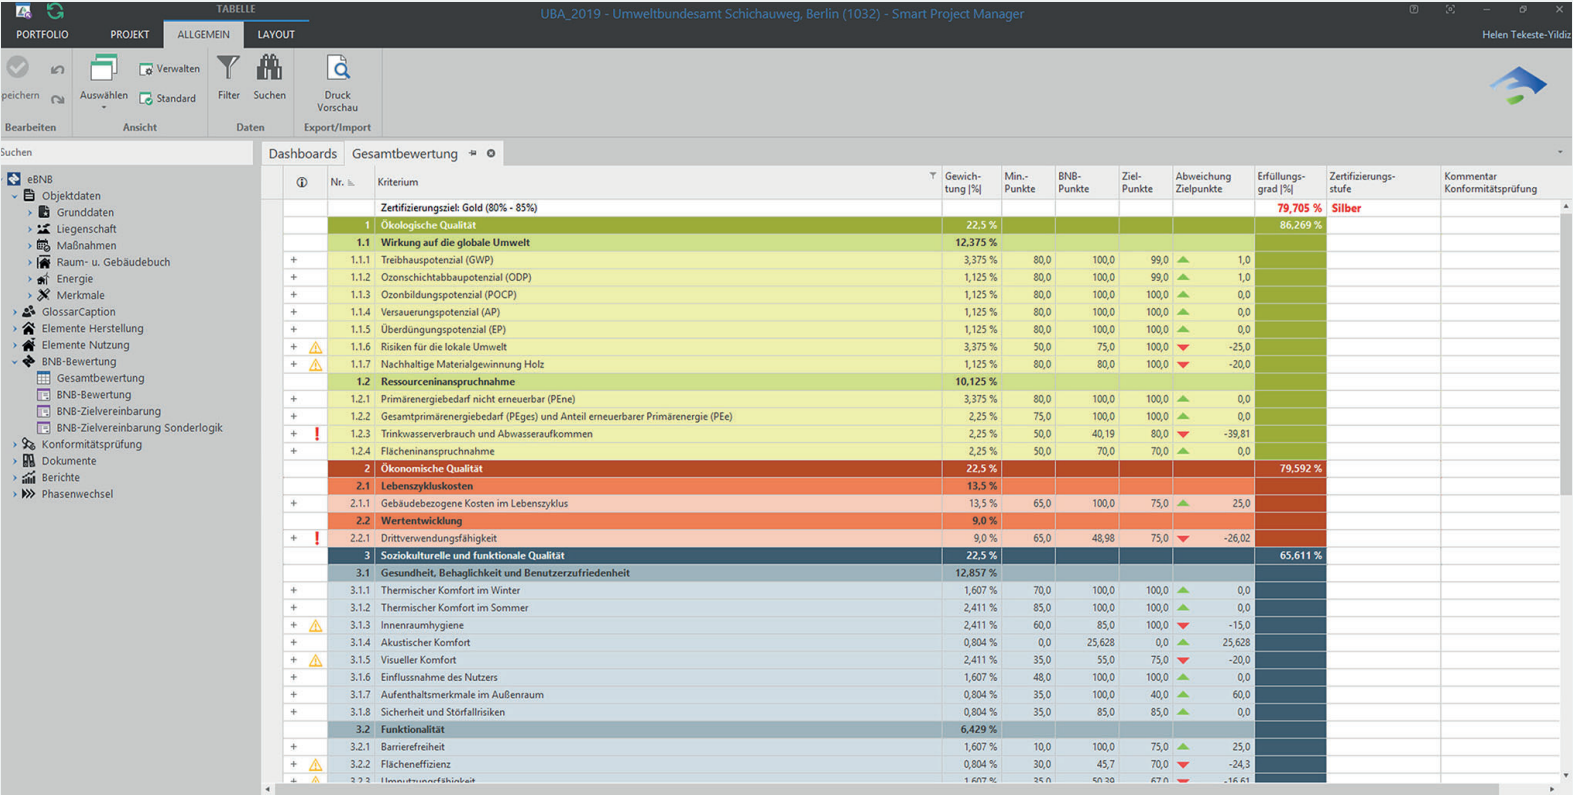 TABELLE
UBA_2019 - Umweltbundesamt Schichauweg, Berlin (1032) - Smart Project Manager
PORTFOLIO PROJEKT ALLGEMEIN LAYOUT Helen Tekeste-Yildiz
peichern Auswählen Verwalten Standard Filter Suchen Druck Vorschau
Bearbeiten Ansicht Daten Export/Import
Suchen
eBNB
Objektdaten
Grunddaten
Liegenschaft
Maßnahmen
Raum- u. Gebäudebuch
Energie
Merkmale
GlossarCaption
Elemente Herstellung
Elemente Nutzung
BNB-Bewertung
Gesamtbewertung
BNB-Bewertung
BNB-Zielvereinbarung
BNB-Zielvereinbarung Sonderlogik
Konformitätsprüfung
Dokumente
Berichte
Phasenwechsel
Dashboards Gesamtbewertung
Nr. Kriterium Gewich-tung |%| Min.-Punkte BNB-Punkte Ziel-Punkte Abweichung Zielpunkte Erfüllungs-grad |%| Zertifizierungs-stufe Kommentar Konformitätsprüfung
Zertifizierungsziel: Gold (80% - 85%) 79,705 % Silber
1 Ökologische Qualität 22,5 % 86,269 %
1.1 Wirkung auf die globale Umwelt 12,375 %
+ 1.1.1 Treibhauspotenzial (GWP) 3,375 % 80,0 100,0 99,0 1,0
+ 1.1.2 Ozonschichtabbaupotenzial (ODP) 1,125 % 80,0 100,0 99,0 1,0
+ 1.1.3 Ozonbildungspotenzial (POCP) 1,125 % 80,0 100,0 100,0 0,0
+ 1.1.4 Versauerungspotenzial (AP) 1,125 % 80,0 100,0 100,0 0,0
+ 1.1.5 Überdüngungspotenzial (EP) 1,125 % 80,0 100,0 100,0 0,0
+ 1.1.6 Risiken für die lokale Umwelt 3,375 % 50,0 75,0 100,0 -25,0
+ 1.1.7 Nachhaltige Materialgewinnung Holz 1,125 % 80,0 80,0 100,0 -20,0
1.2 Ressourceninanspruchnahme 10,125 %
+ 1.2.1 Primärenergiebedarf nicht erneuerbar (PEne) 3,375 % 80,0 100,0 100,0 0,0
+ 1.2.2 Gesamtprimärenergiebedarf (PEges) und Anteil erneuerbarer Primärenergie (PEe) 2,25 % 75,0 100,0 100,0 0,0
+ ! 1.2.3 Trinkwasserverbrauch und Abwasseraufkommen 2,25 % 50,0 40,19 80,0 -39,81
+ 1.2.4 Flächeninanspruchnahme 2,25 % 50,0 70,0 70,0 0,0
2 Ökonomische Qualität 22,5 % 79,592 %
2.1 Lebenszykluskosten 13,5 %
+ 2.1.1 Gebäudebezogene Kosten im Lebenszyklus 13,5 % 65,0 100,0 75,0 25,0
2.2 Wertentwicklung 9,0 %
+ ! 2.2.1 Drittverwendungsfähigkeit 9,0 % 65,0 48,98 75,0 -26,02
3 Soziokulturelle und funktionale Qualität 22,5 % 65,611 %
3.1 Gesundheit, Behaglichkeit und Benutzerzufriedenheit 12,857 %
+ 3.1.1 Thermischer Komfort im Winter 1,607 % 70,0 100,0 100,0 0,0
+ 3.1.2 Thermischer Komfort im Sommer 2,411 % 85,0 100,0 100,0 0,0
+ 3.1.3 Innenraumhygiene 2,411 % 60,0 85,0 100,0 -15,0
+ 3.1.4 Akustischer Komfort 0,804 % 0,0 25,628 0,0 25,628
+ 3.1.5 Visueller Komfort 2,411 % 35,0 55,0 75,0 -20,0
+ 3.1.6 Einflussnahme des Nutzers 1,607 % 48,0 100,0 100,0 0,0
+ 3.1.7 Aufenthaltsmerkmale im Außenraum 0,804 % 35,0 100,0 40,0 60,0
+ 3.1.8 Sicherheit und Störfallrisiken 0,804 % 35,0 85,0 85,0 0,0
3.2 Funktionalität 6,429 %
+ 3.2.1 Barrierefreiheit 1,607 % 10,0 100,0 75,0 25,0
+ 3.2.2 Flächeneffizienz 0,804 % 30,0 45,7 70,0 -24,3
+ 3.2.3 Umnutzungsfähigkeit 1,607 % 35,0 50,39 67,0 -16,61